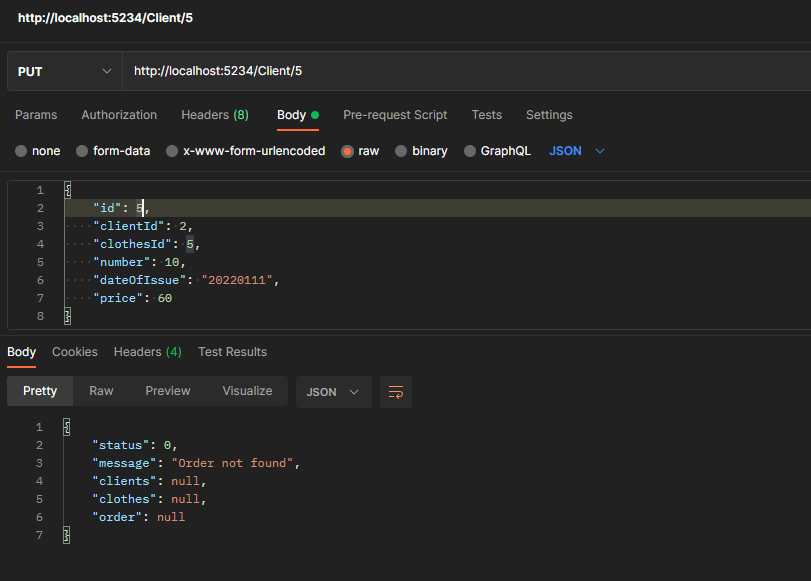 http://localhost:5234/Client/5
PUT http://localhost:5234/Client/5
Params Authorization Headers (8) Body Pre-request Script Tests Settings
none form-data x-www-form-urlencoded raw binary GraphQL JSON
1 {
2 "id": 5,
3 "clientId": 2,
4 "clothesId": 5,
5 "number": 10,
6 "dateOfIssue": "20220111",
7 "price": 60
8 }
Body Cookies Headers (4) Test Results
Pretty Raw Preview Visualize JSON
1 {
2 "status": 0,
3 "message": "Order not found",
4 "clients": null,
5 "clothes": null,
6 "order": null
7 }